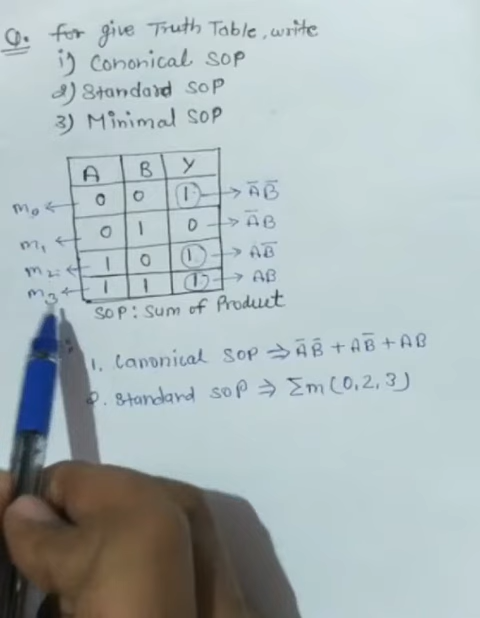 Q. for give Truth Table, write
i) Cononical SOP
2) Standard SOP
3) Minimal SOP
A B Y
m₀ ← 0 0 1 → A̅B̅
m₁ ← 0 1 0 → A̅B
m₂ ← 1 0 1 → AB̅
m₃ ← 1 1 1 → AB
SOP : Sum of Product
1. Canonical SOP ⇒ A̅B̅ + AB̅ + AB
2. Standard SOP ⇒ Σm(0,2,3)